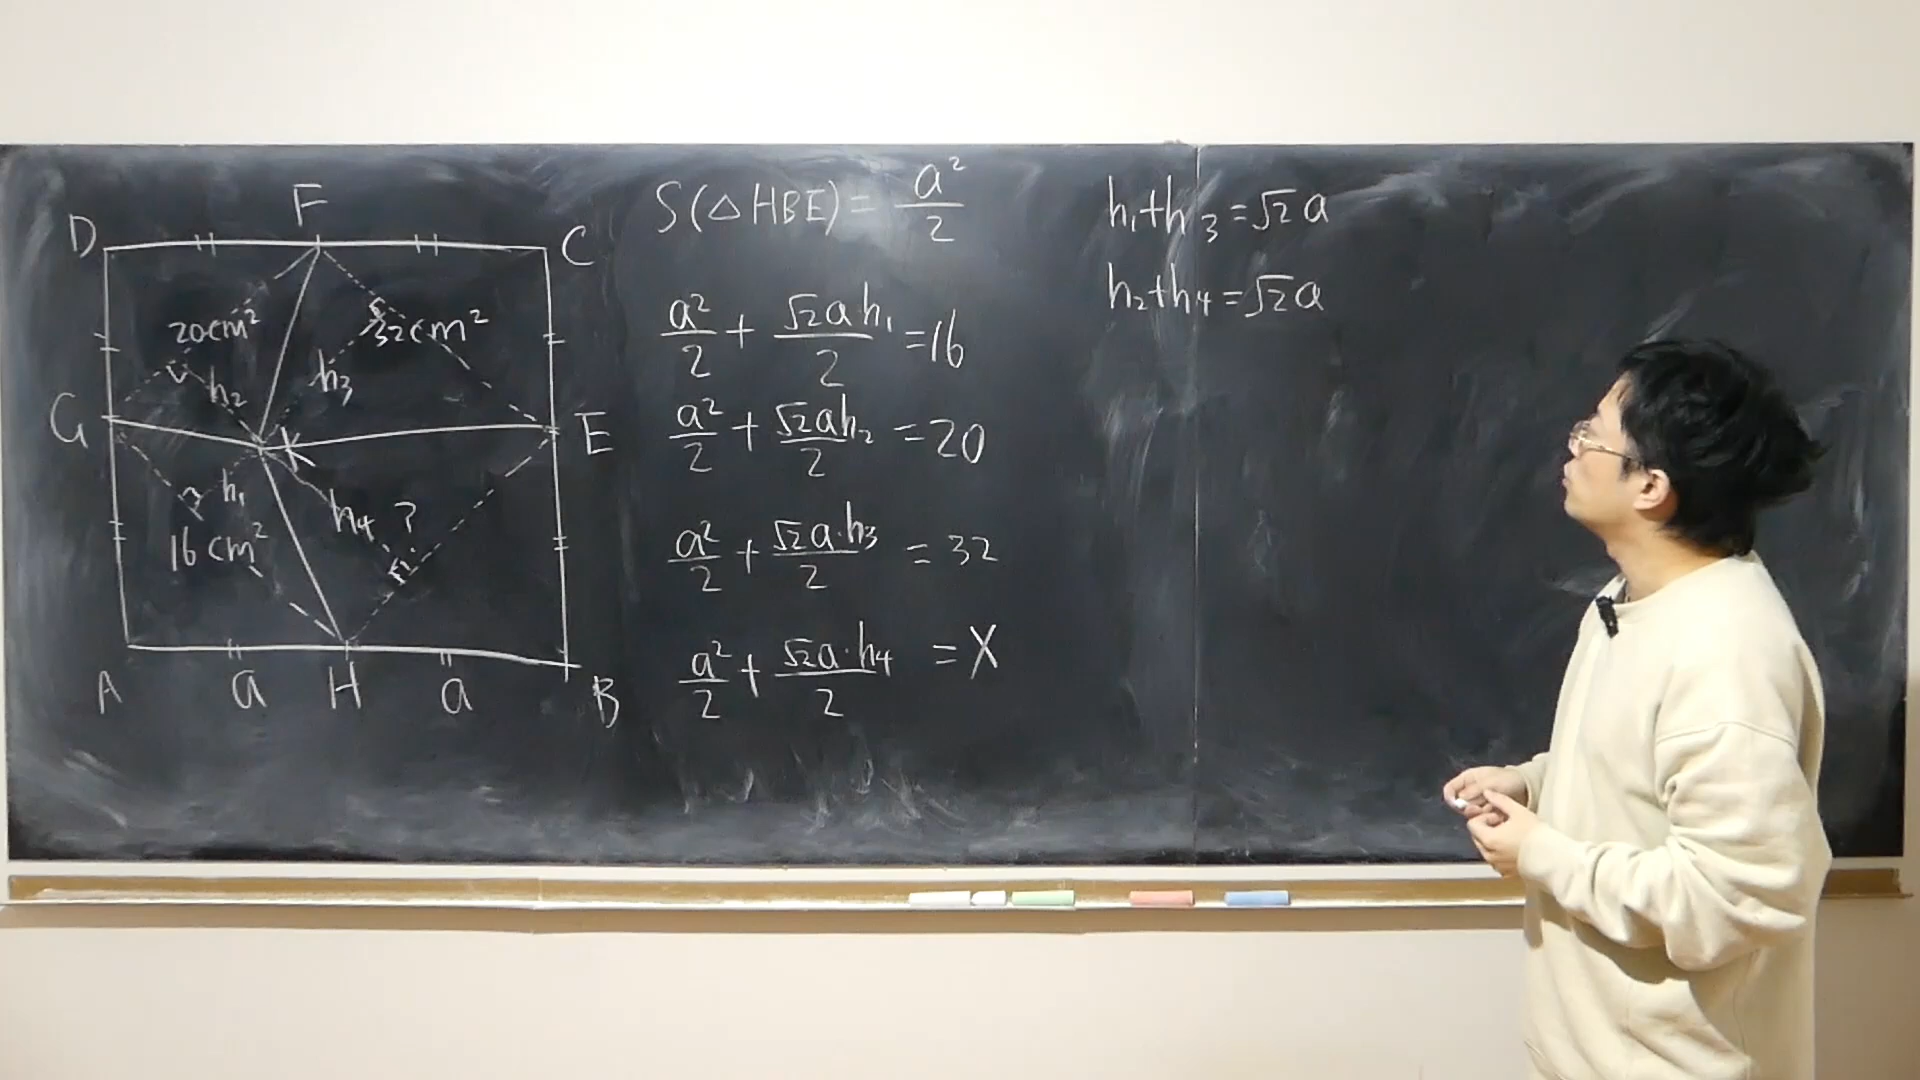 F
D
C
20cm²
32cm²
h₂
h₃
G
K
E
h₁
h₄ ?
16cm²
A a H a B
S(△HBE) = a²/2
a²/2 + √2ah₁/2 = 16
a²/2 + √2ah₂/2 = 20
a²/2 + √2a·h₃/2 = 32
a²/2 + √2a·h₄/2 = X
h₁+h₃=√2a
h₂+h₄=√2a